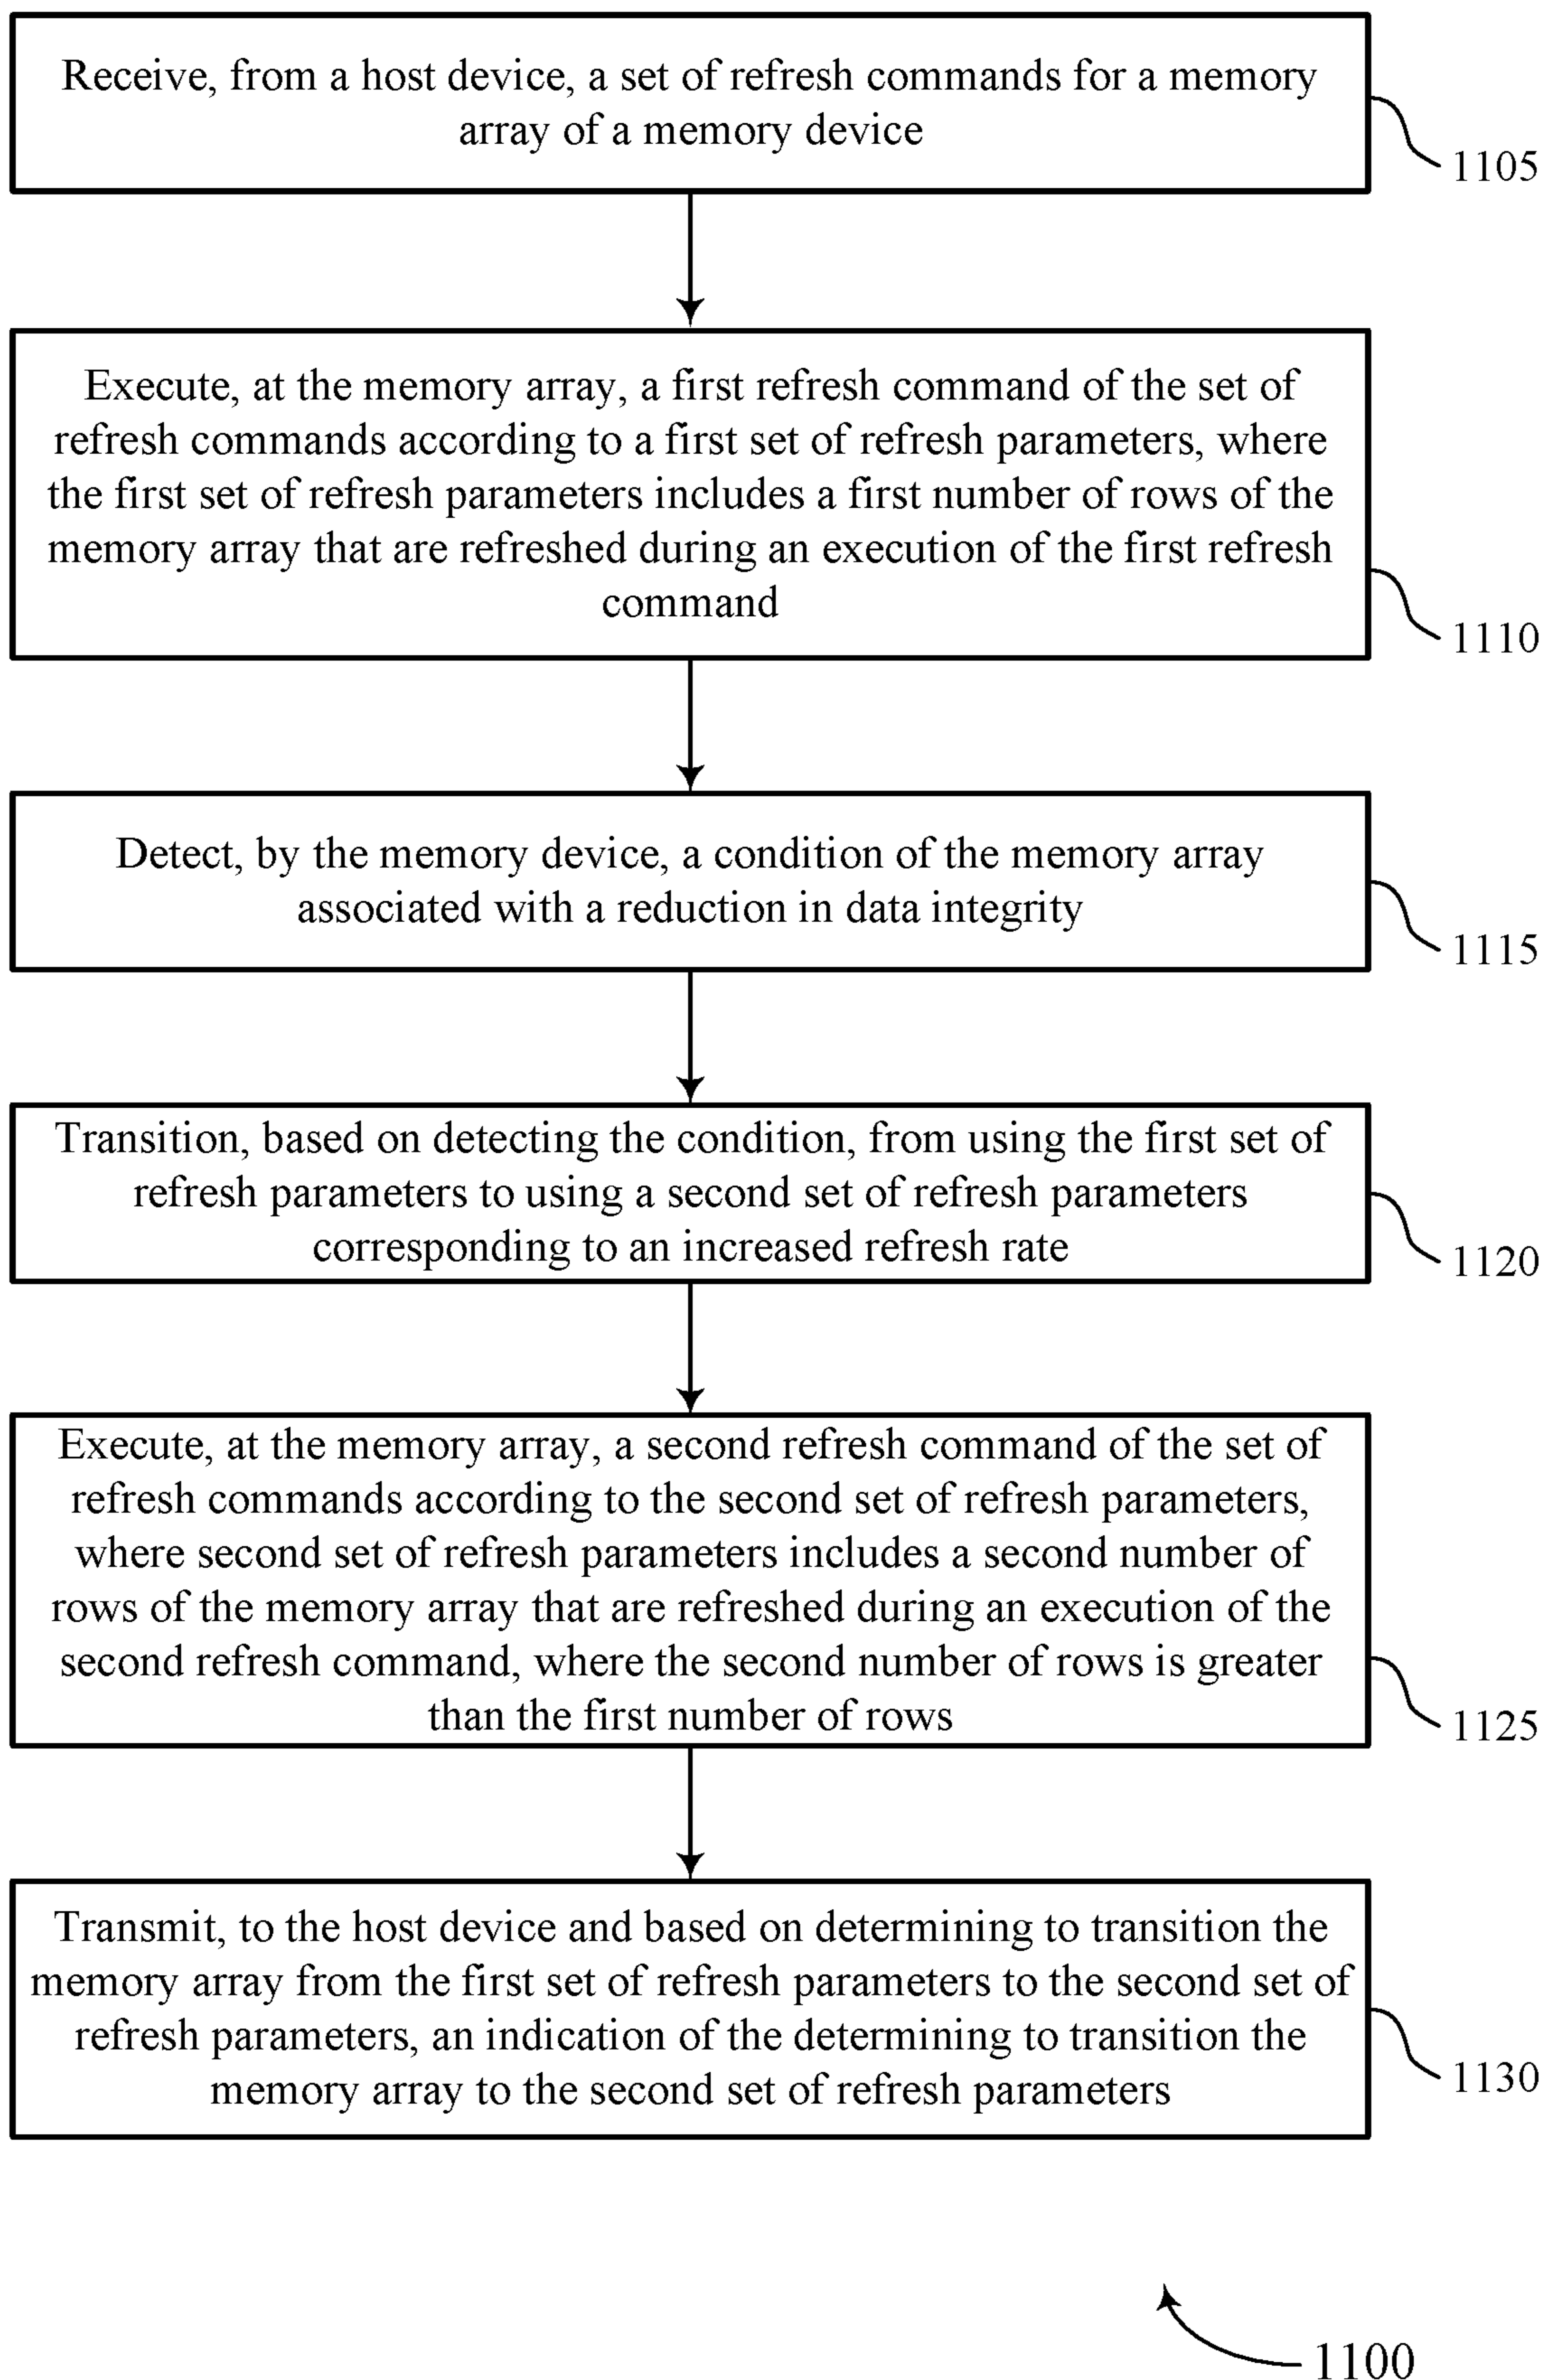 Receive, from a host device, a set of refresh commands for a memory
array of a memory device
1105
Execute, at the memory array, a first refresh command of the set of
refresh commands according to a first set of refresh parameters, where
the first set of refresh parameters includes a first number of rows of the
memory array that are refreshed during an execution of the first refresh
command
1110
Detect, by the memory device, a condition of the memory array
associated with a reduction in data integrity
1115
Transition, based on detecting the condition, from using the first set of
refresh parameters to using a second set of refresh parameters
corresponding to an increased refresh rate
1120
Execute, at the memory array, a second refresh command of the set of
refresh commands according to the second set of refresh parameters,
where second set of refresh parameters includes a second number of
rows of the memory array that are refreshed during an execution of the
second refresh command, where the second number of rows is greater
than the first number of rows
1125
Transmit, to the host device and based on determining to transition the
memory array from the first set of refresh parameters to the second set of
refresh parameters, an indication of the determining to transition the
memory array to the second set of refresh parameters
1130
1100